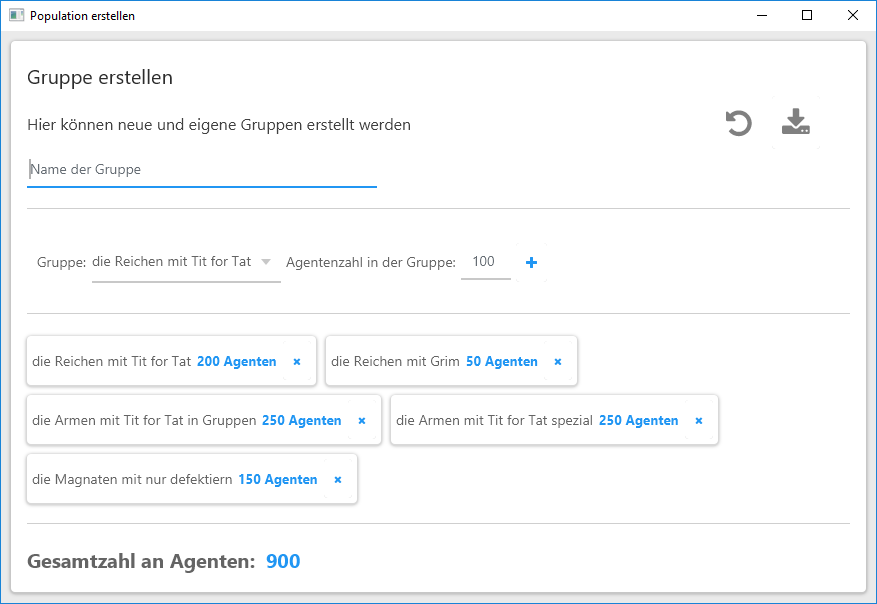 Population erstellen
Gruppe erstellen
Hier können neue und eigene Gruppen erstellt werden
Name der Gruppe
Gruppe: die Reichen mit Tit for Tat Agentenzahl in der Gruppe: 100
die Reichen mit Tit for Tat 200 Agenten × die Reichen mit Grim 50 Agenten ×
die Armen mit Tit for Tat in Gruppen 250 Agenten × die Armen mit Tit for Tat spezial 250 Agenten ×
die Magnaten mit nur defektiern 150 Agenten ×
Gesamtzahl an Agenten: 900